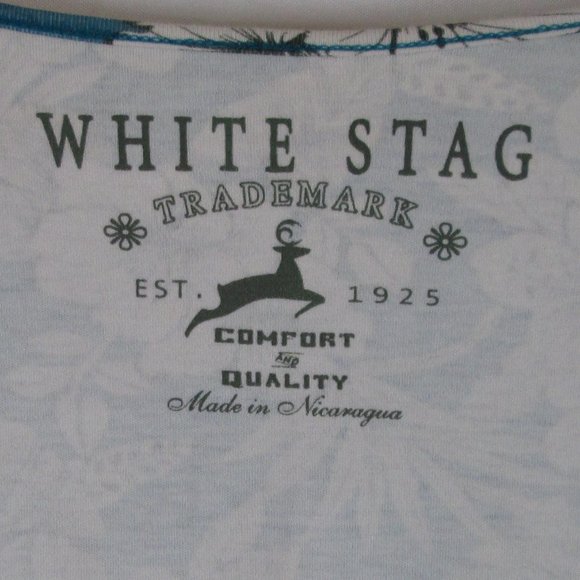 WHITE STAG
TRADEMARK
EST. 1925
COMFORT
AND
QUALITY
Made in Nicaragua